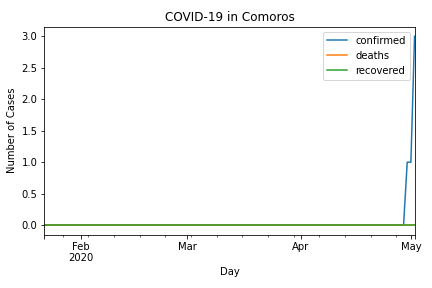 COVID-19 in Comoros
confirmed
deaths
recovered
Number of Cases
3.0
2.5
2.0
1.5
1.0
0.5
0.0
Feb
2020
Mar
Apr
May
Day